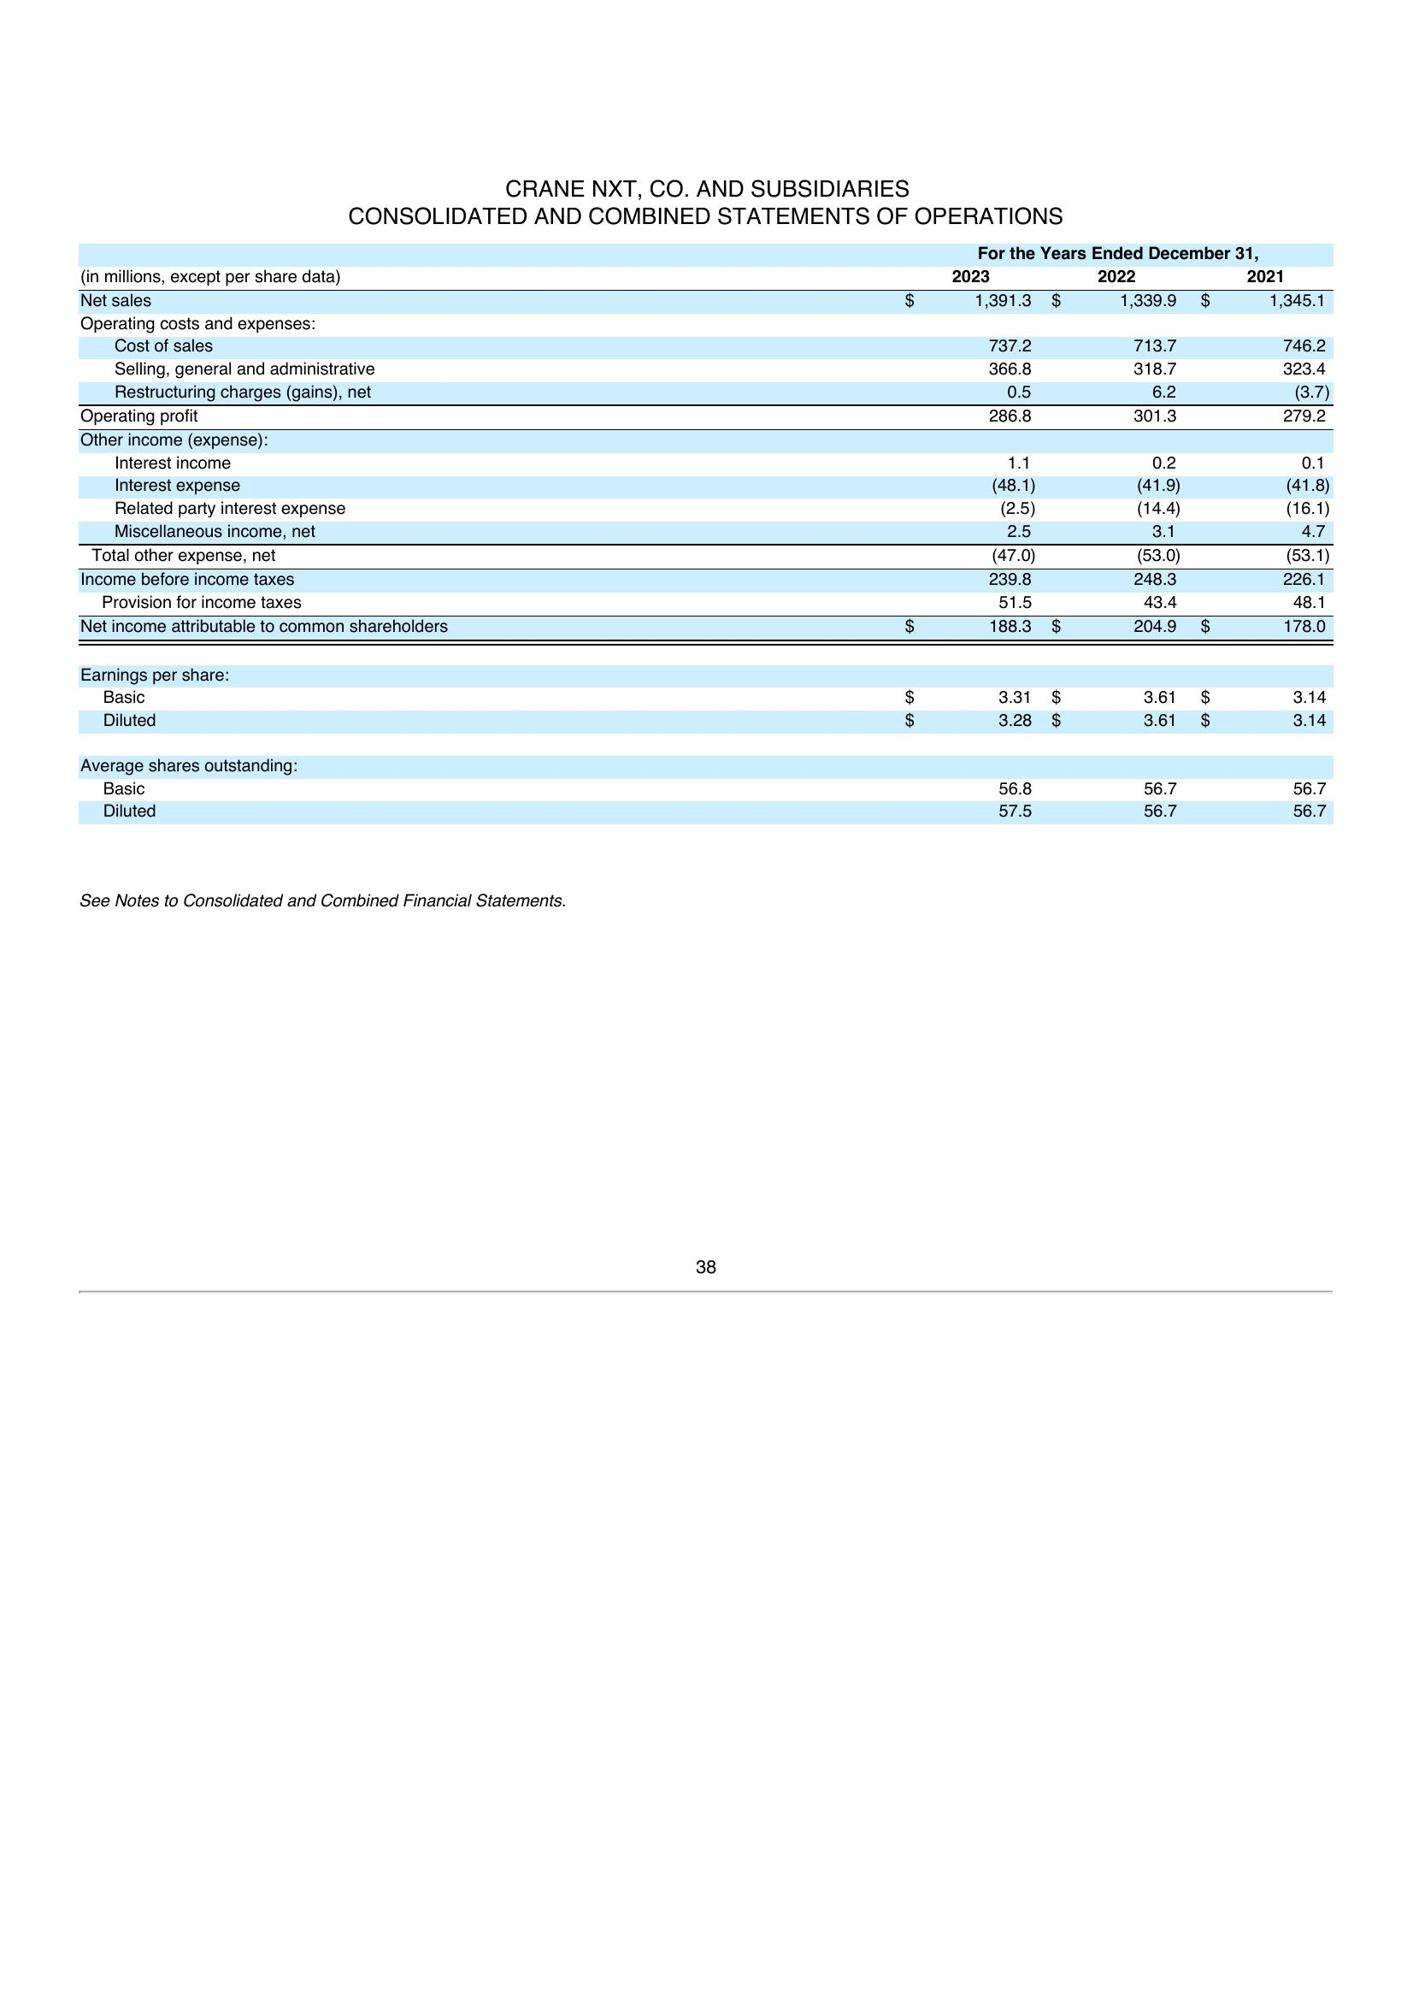 CRANE NXT, CO. AND SUBSIDIARIES
CONSOLIDATED AND COMBINED STATEMENTS OF OPERATIONS
For the Years Ended December 31,
(in millions, except per share data) 2023 2022 2021
Net sales $ 1,391.3 $ 1,339.9 $ 1,345.1
Operating costs and expenses:
Cost of sales 737.2 713.7 746.2
Selling, general and administrative 366.8 318.7 323.4
Restructuring charges (gains), net 0.5 6.2 (3.7)
Operating profit 286.8 301.3 279.2
Other income (expense):
Interest income 1.1 0.2 0.1
Interest expense (48.1) (41.9) (41.8)
Related party interest expense (2.5) (14.4) (16.1)
Miscellaneous income, net 2.5 3.1 4.7
Total other expense, net (47.0) (53.0) (53.1)
Income before income taxes 239.8 248.3 226.1
Provision for income taxes 51.5 43.4 48.1
Net income attributable to common shareholders $ 188.3 $ 204.9 $ 178.0
Earnings per share:
Basic $ 3.31 $ 3.61 $ 3.14
Diluted $ 3.28 $ 3.61 $ 3.14
Average shares outstanding:
Basic 56.8 56.7 56.7
Diluted 57.5 56.7 56.7
See Notes to Consolidated and Combined Financial Statements.
38